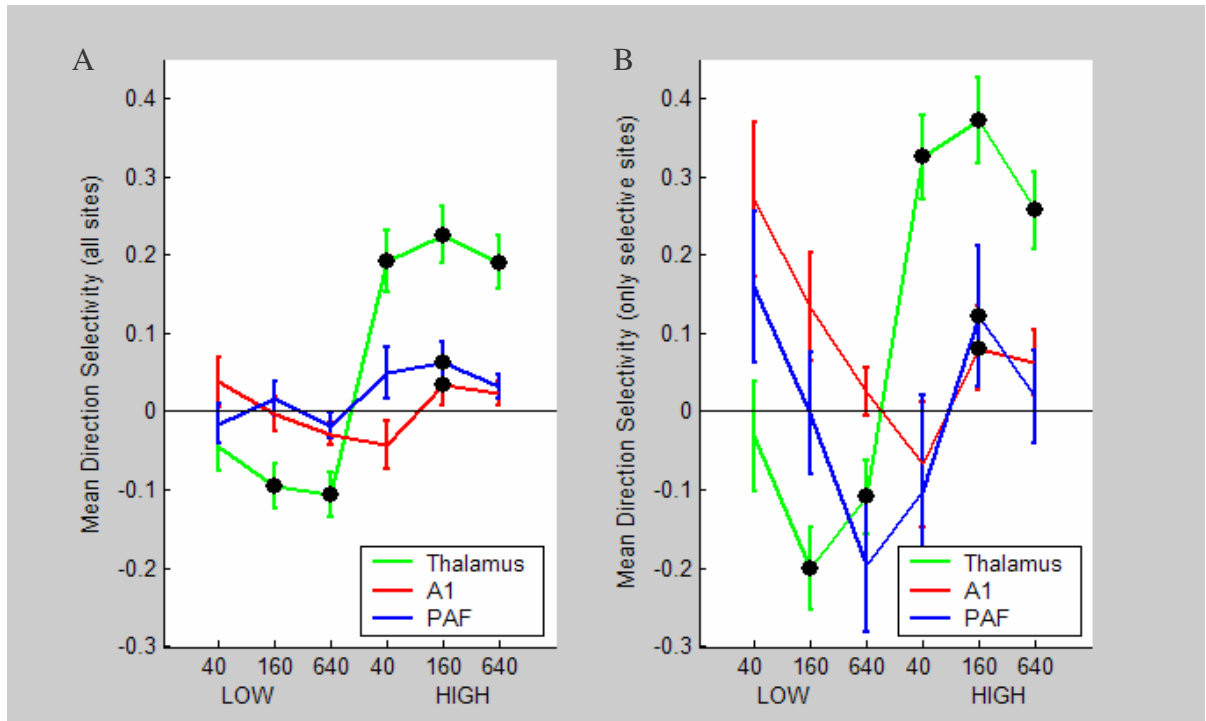 A
Mean Direction Selectivity (all sites)
0.4
0.3
0.2
0.1
0
-0.1
-0.2
-0.3
Thalamus
A1
PAF
40 160 640 40 160 640
LOW HIGH
B
Mean Direction Selectivity (only selective sites)
0.4
0.3
0.2
0.1
0
-0.1
-0.2
-0.3
Thalamus
A1
PAF
40 160 640 40 160 640
LOW HIGH